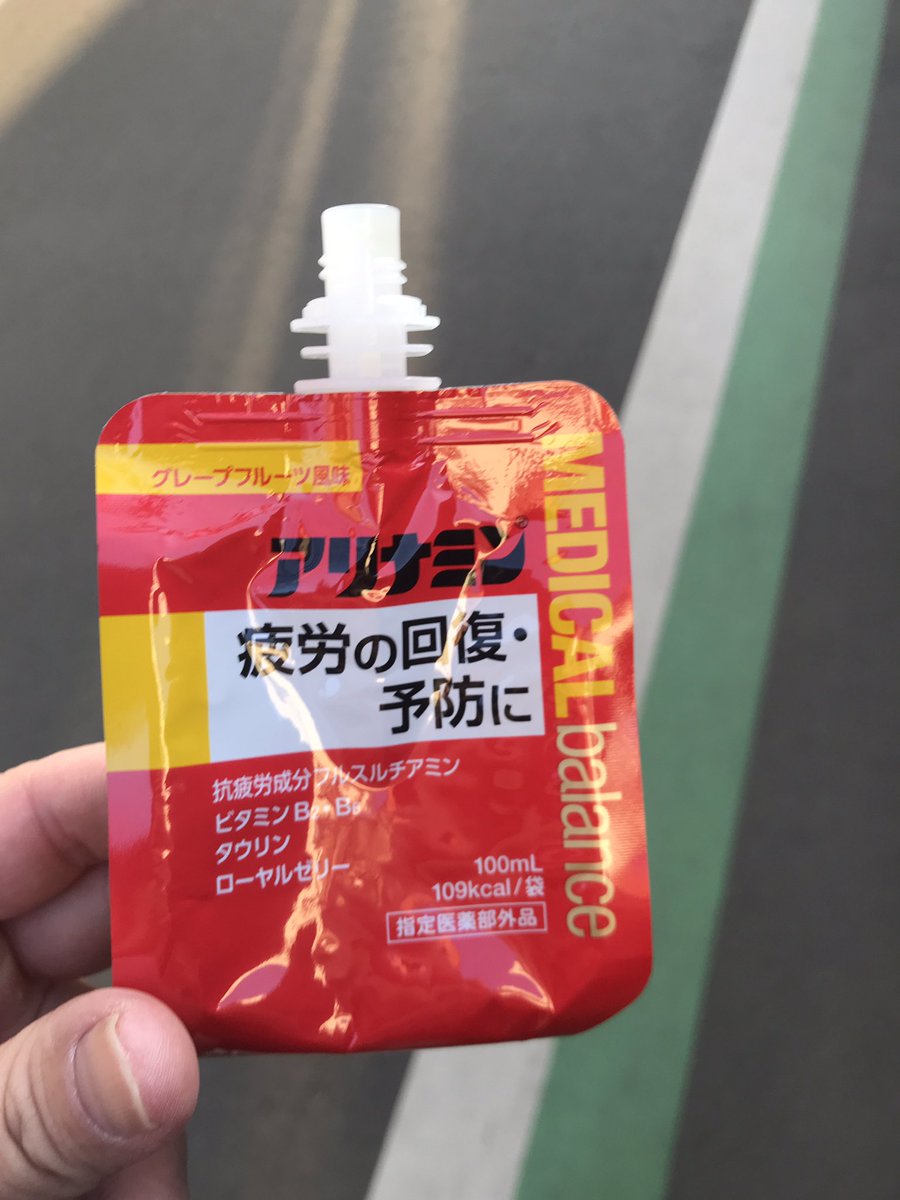 グレープフルーツ風味
アリナミン®
疲労の回復・
予防に
抗疲労成分フルスルチアミン
ビタミンB2・B6
タウリン
ローヤルゼリー
100mL
109kcal/袋
指定医薬部外品
MEDICAL balance